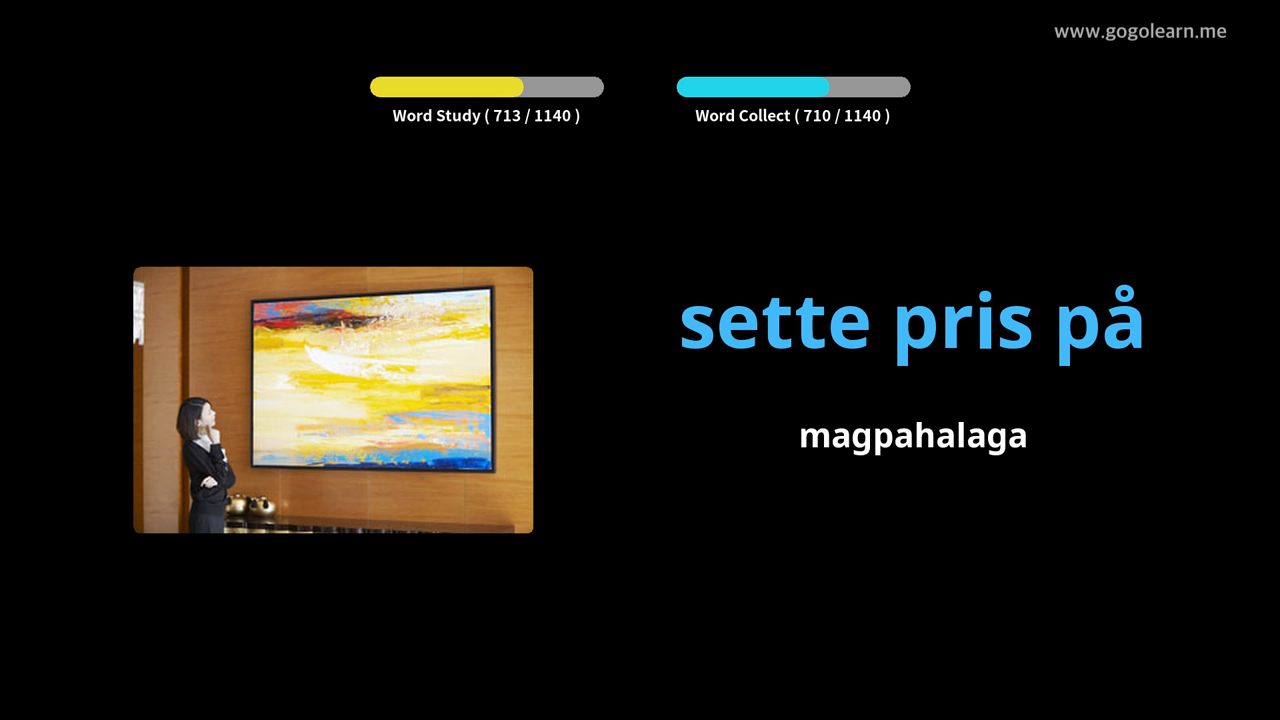 www.gogolearn.me
Word Study ( 713 / 1140 )
Word Collect ( 710 / 1140 )
sette pris på
magpahalaga